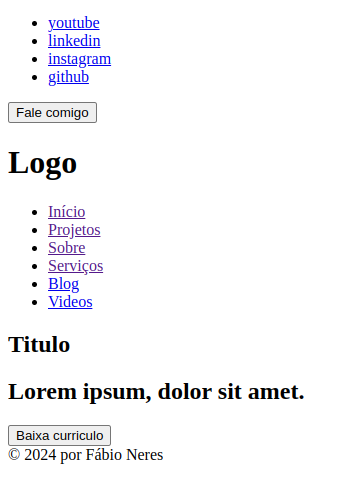 youtube
linkedin
instagram
github
Fale comigo
Logo
Início
Projetos
Sobre
Serviços
Blog
Videos
Titulo
Lorem ipsum, dolor sit amet.
Baixa curriculo
© 2024 por Fábio Neres